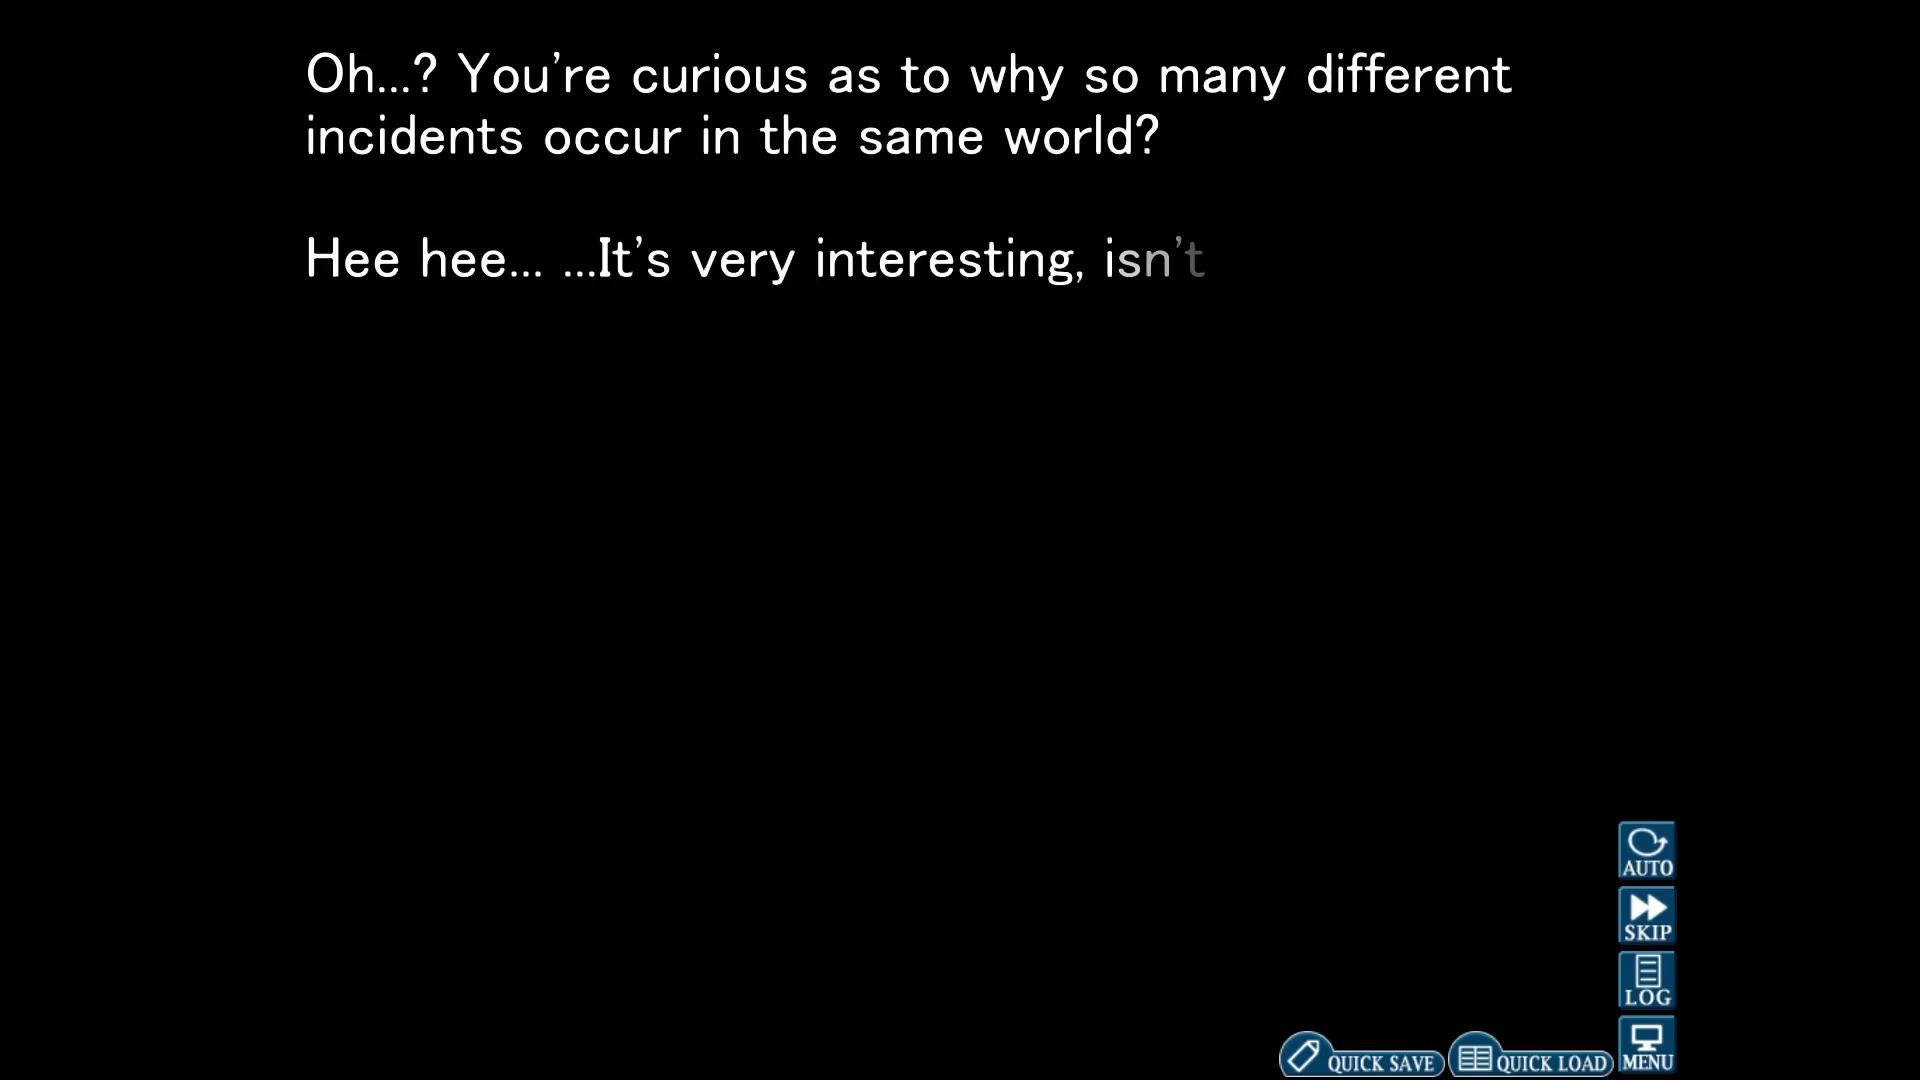 Oh...? You're curious as to why so many different
incidents occur in the same world?
Hee hee... ...It's very interesting, isn't
AUTO
SKIP
LOG
MENU
QUICK SAVE
QUICK LOAD